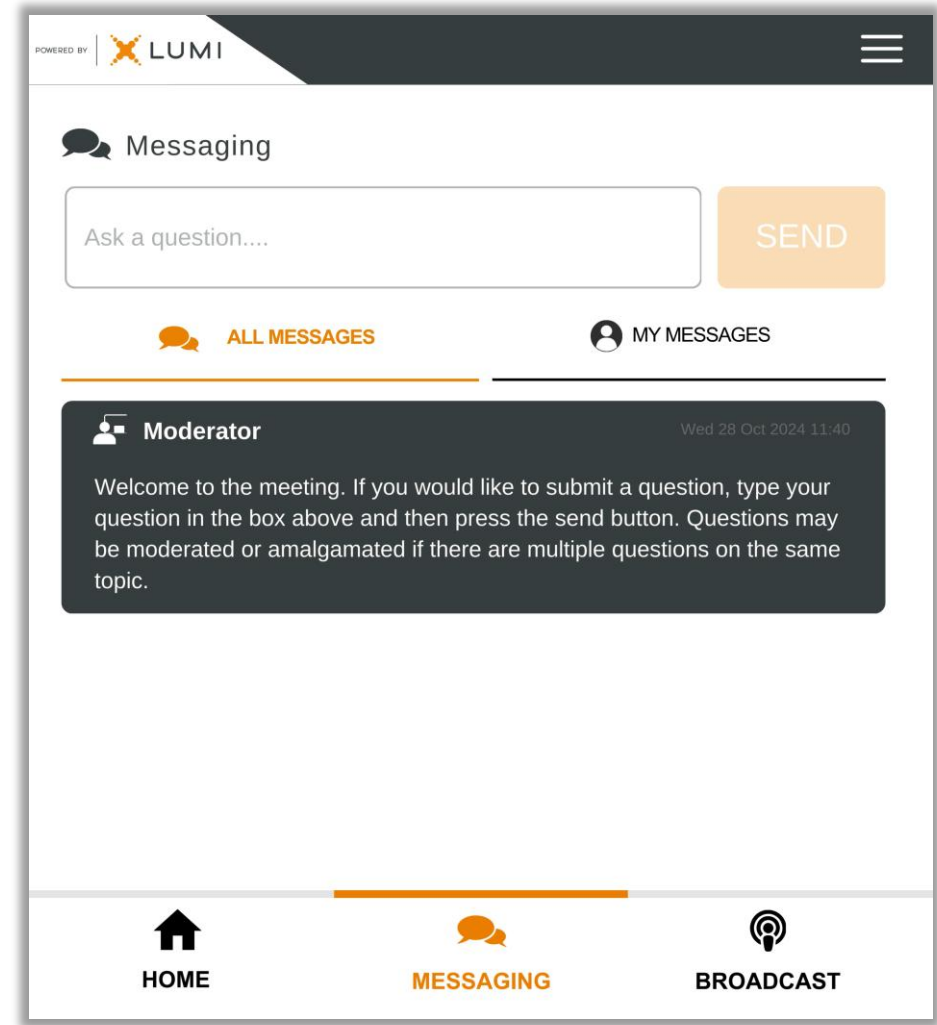 POWERED BY LUMI
Messaging
Ask a question....
SEND
ALL MESSAGES
MY MESSAGES
Moderator
Wed 28 Oct 2024 11:40
Welcome to the meeting. If you would like to submit a question, type your
question in the box above and then press the send button. Questions may
be moderated or amalgamated if there are multiple questions on the same
topic.
HOME
MESSAGING
BROADCAST